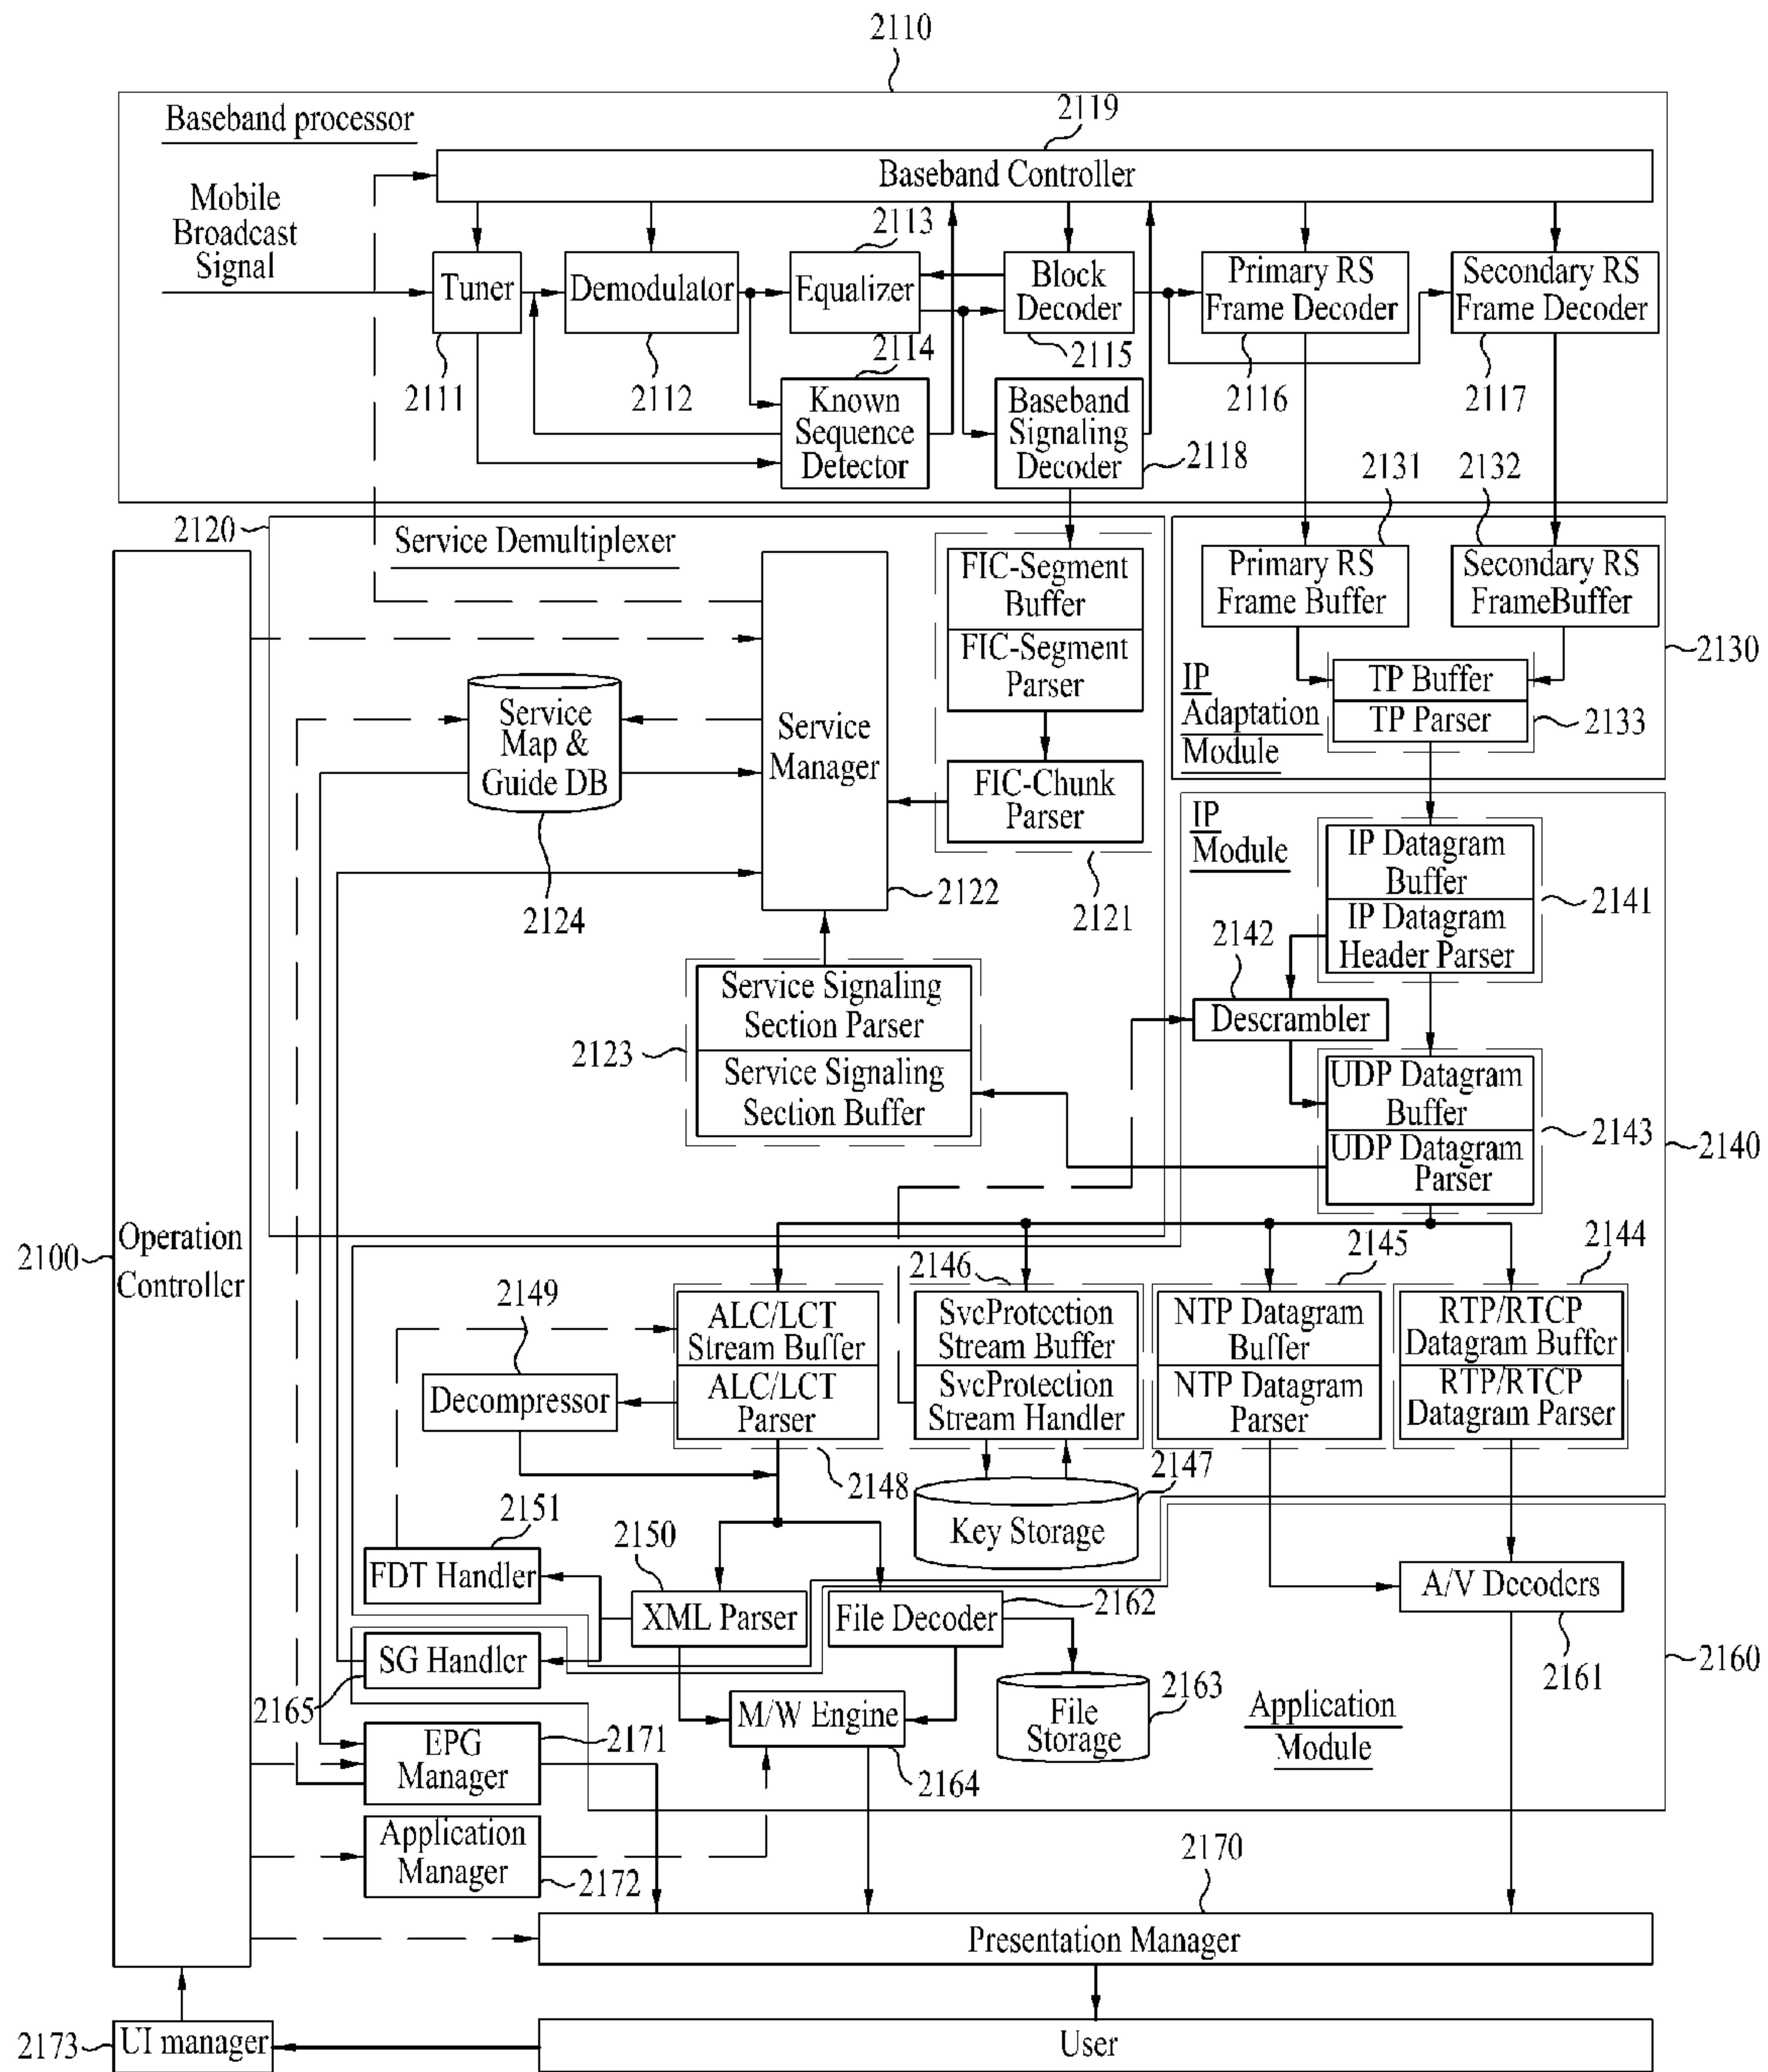 2110
Baseband processor
2119
Baseband Controller
Mobile
Broadcast
Signal
2113
Tuner
Demodulator
Equalizer
Block
Decoder
Primary RS
Frame Decoder
Secondary RS
Frame Decoder
2111
2112
2114
2115
2116
2117
Known
Sequence
Detector
Baseband
Signaling
Decoder
2118
2131
2132
2120
Service Demultiplexer
FIC-Segment
Buffer
FIC-Segment
Parser
Primary RS
Frame Buffer
Secondary RS
FrameBuffer
2130
IP
Adaptation
Module
TP Buffer
TP Parser
2133
Service
Map &
Guide DB
Service
Manager
FIC-Chunk
Parser
2124
2122
2121
IP
Module
IP Datagram
Buffer
IP Datagram
Header Parser
2141
2142
Descrambler
Service Signaling
Section Parser
Service Signaling
Section Buffer
2123
UDP Datagram
Buffer
UDP Datagram
Parser
2143
2140
2100
Operation
Controller
2149
2146
2145
2144
ALC/LCT
Stream Buffer
ALC/LCT
Parser
SvcProtection
Stream Buffer
SvcProtection
Stream Handler
NTP Datagram
Buffer
NTP Datagram
Parser
RTP/RTCP
Datagram Buffer
RTP/RTCP
Datagram Parser
Decompressor
2148
2147
Key Storage
2151
2150
FDT Handler
XML Parser
File Decoder
2162
A/V Decoders
2161
2160
SG Handler
2165
M/W Engine
2164
File
Storage
2163
Application
Module
EPG
Manager
2171
Application
Manager
2172
2170
Presentation Manager
2173
UI manager
User